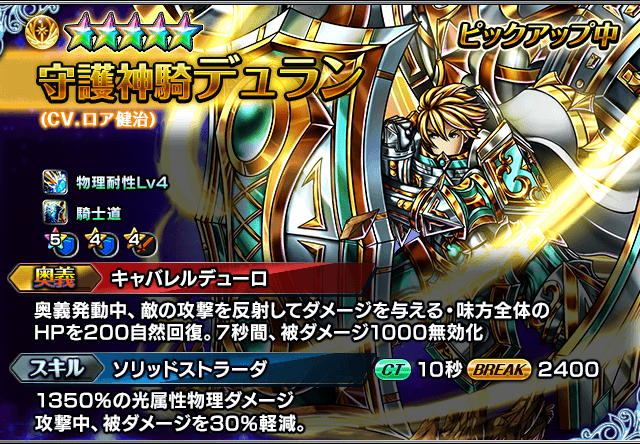 ピックアップ中
守護神騎デュラン
(CV.ロア健治)
物理耐性Lv4
騎士道
5 4 4
奥義 キャバレルデューロ
奥義発動中、敵の攻撃を反射してダメージを与える・味方全体の
HPを200自然回復。7秒間、被ダメージ1000無効化
スキル ソリッドストラーダ CT 10秒 BREAK 2400
1350%の光属性物理ダメージ
攻撃中、被ダメージを30%軽減。